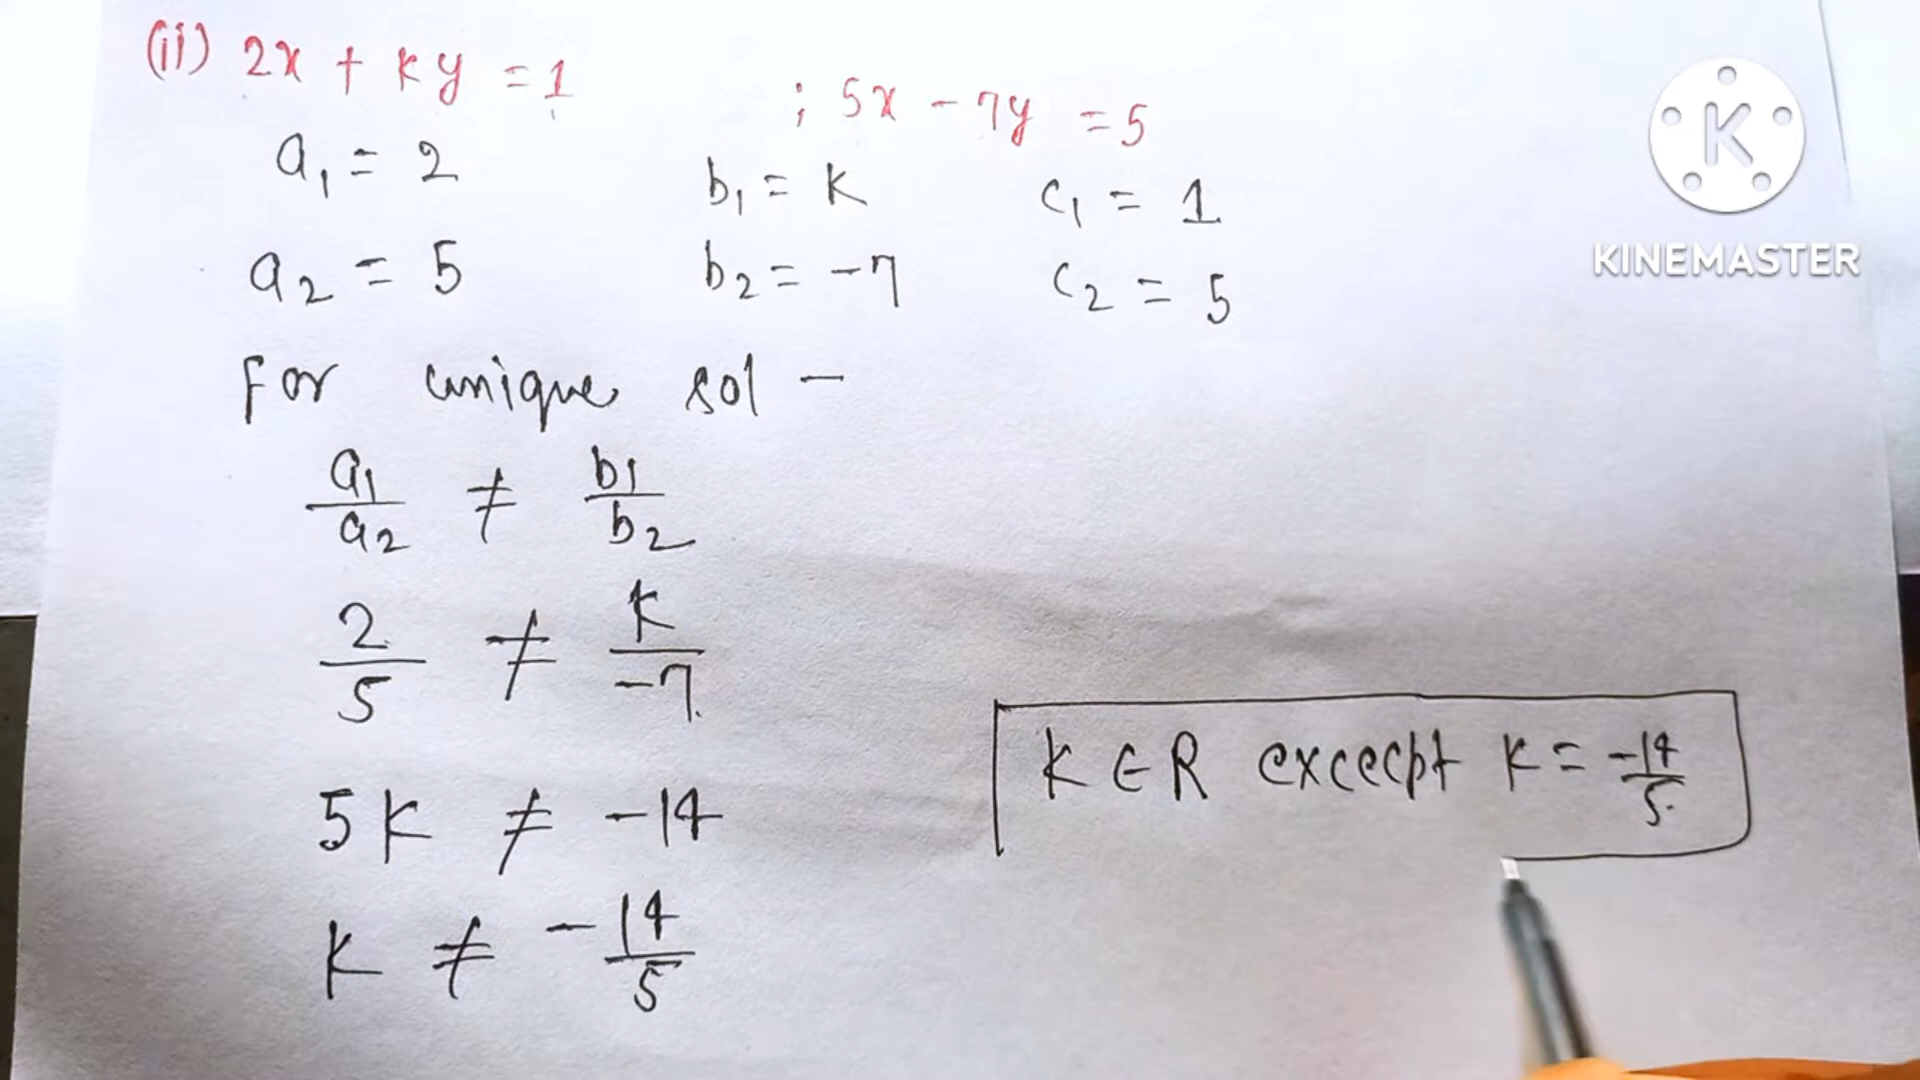 (ii) 2x + ky = 1 ; 5x - 7y = 5
a₁ = 2 b₁ = k c₁ = 1
a₂ = 5 b₂ = -7 c₂ = 5
For unique sol -
a₁/a₂ ≠ b₁/b₂
2/5 ≠ k/-7
5k ≠ -14
k ≠ -14/5
K ∈ R excecpt k = -14/5
K
KINEMASTER